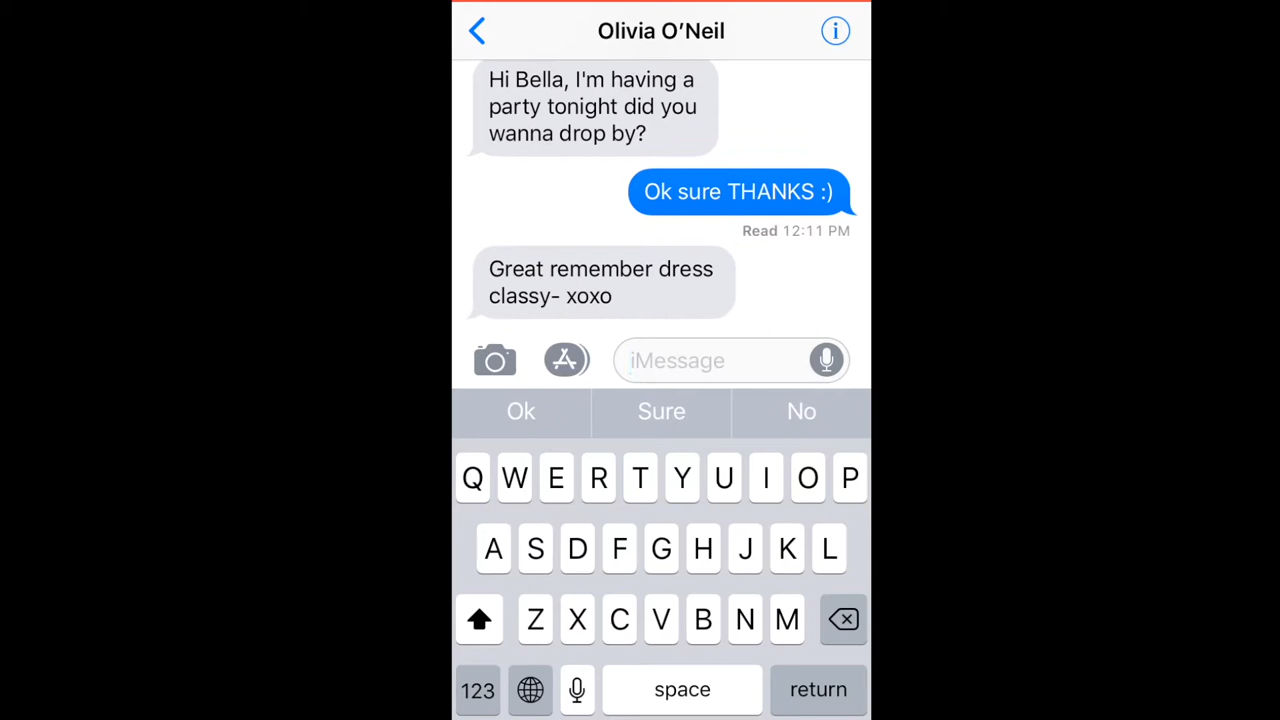 Olivia O’Neil
Hi Bella, I'm having a
party tonight did you
wanna drop by?
Ok sure THANKS :)
Read 12:11 PM
Great remember dress
classy- xoxo
iMessage
Ok Sure No
Q W E R T Y U I O P
A S D F G H J K L
Z X C V B N M
123 space return